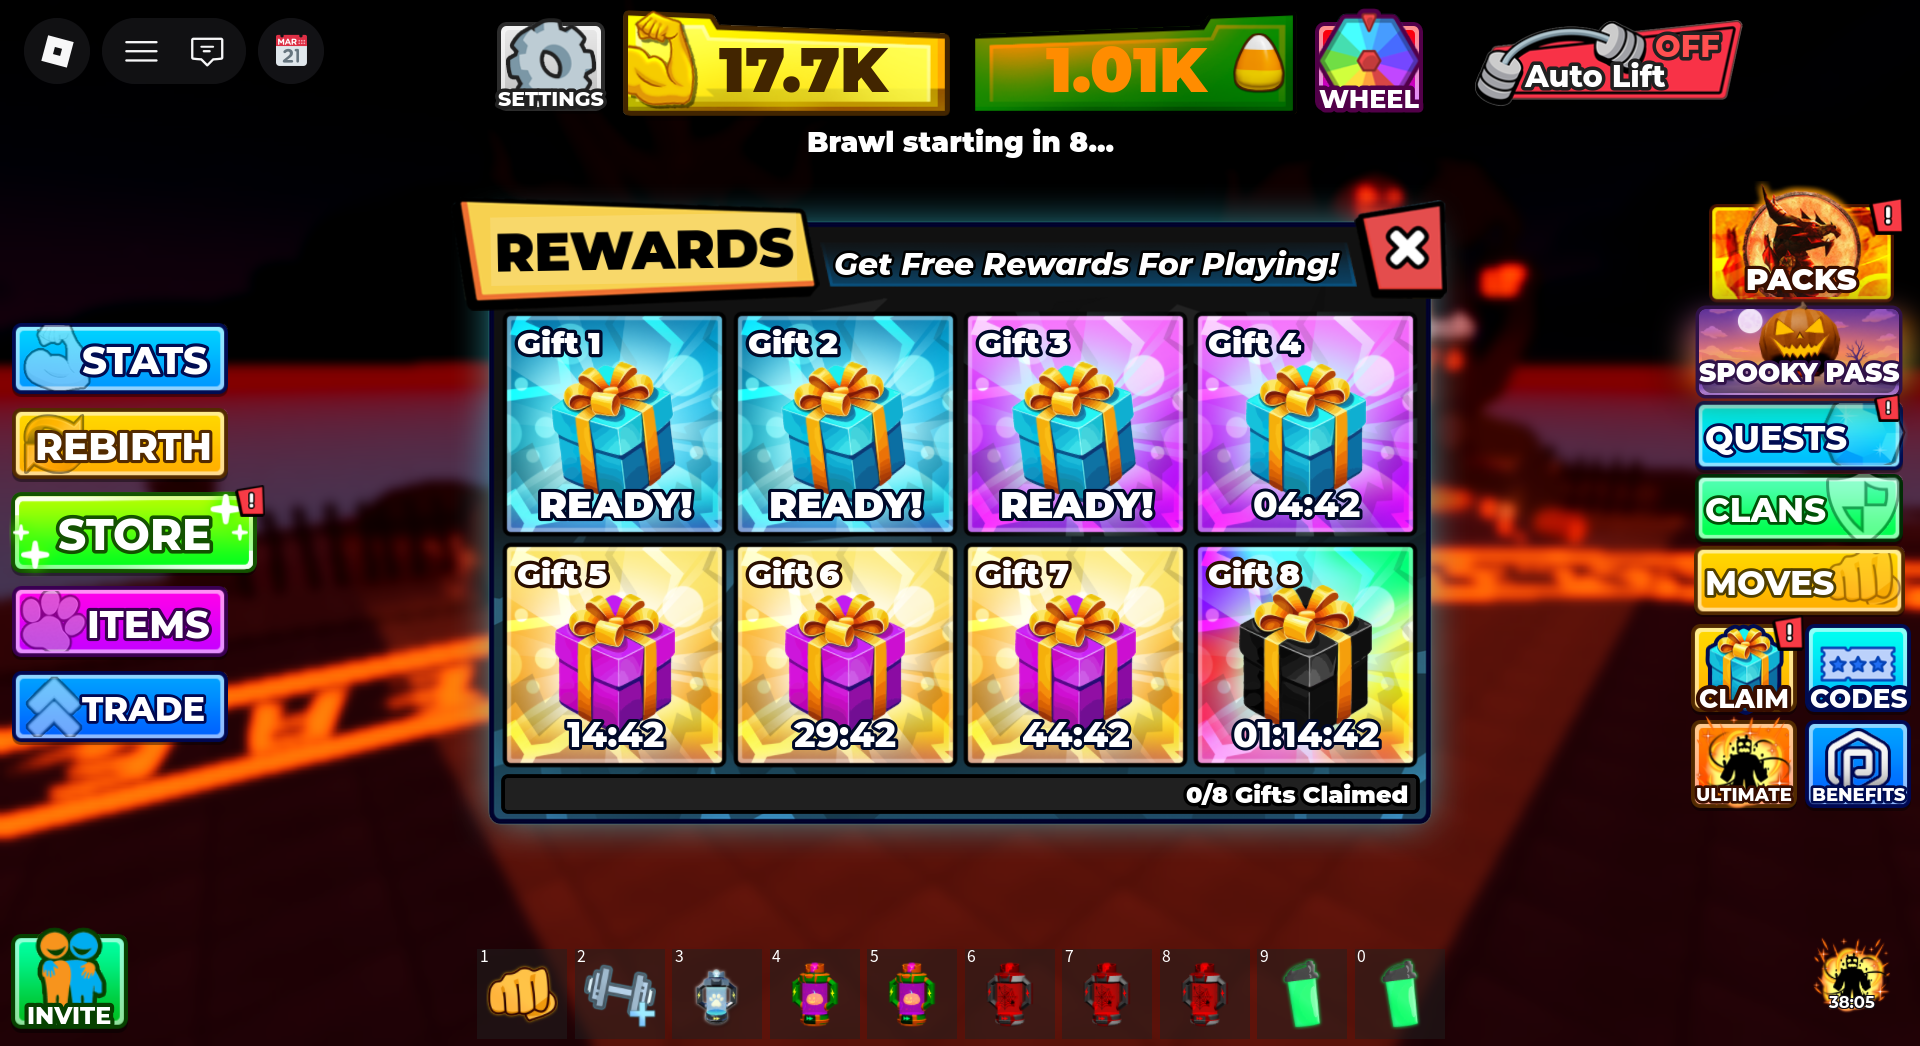 MAR
21
SETTINGS
17.7K
1.01K
WHEEL
OFF
Auto Lift
Brawl starting in 8...
REWARDS
Get Free Rewards For Playing!
Gift 1
READY!
Gift 2
READY!
Gift 3
READY!
Gift 4
04:42
Gift 5
14:42
Gift 6
29:42
Gift 7
44:42
Gift 8
01:14:42
0/8 Gifts Claimed
STATS
REBIRTH
STORE
!
ITEMS
TRADE
INVITE
PACKS
!
SPOOKY PASS
QUESTS
!
CLANS
MOVES
CLAIM
!
CODES
ULTIMATE
BENEFITS
1
2
3
4
5
6
7
8
9
0
38:05